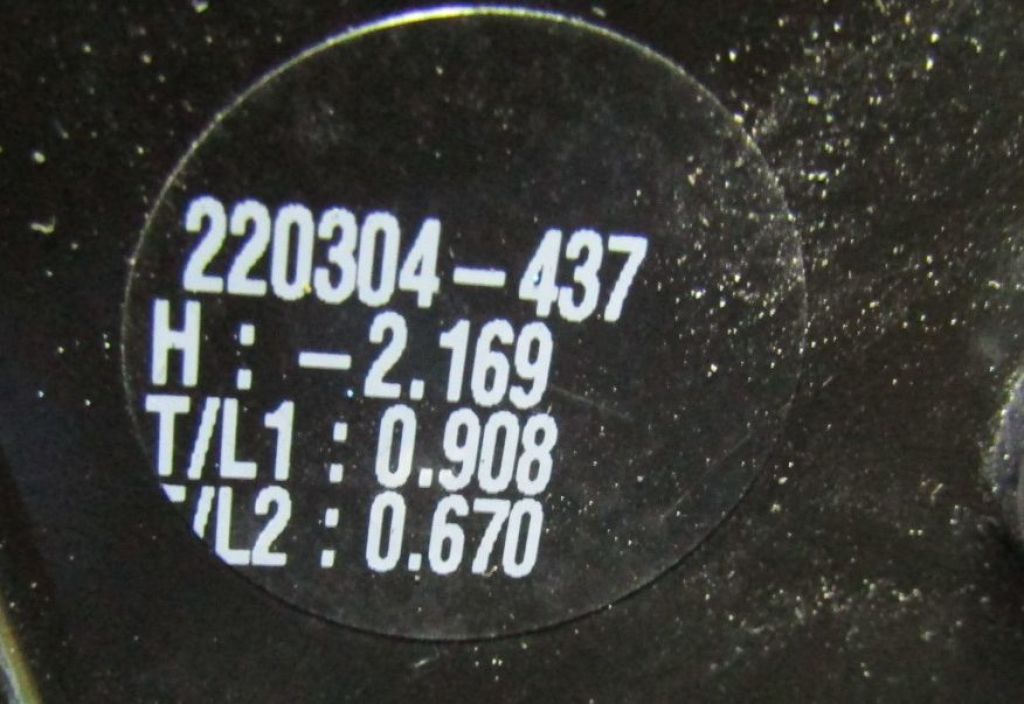 220304-437
H : -2.169
T/L1 : 0.908
T/L2 : 0.670